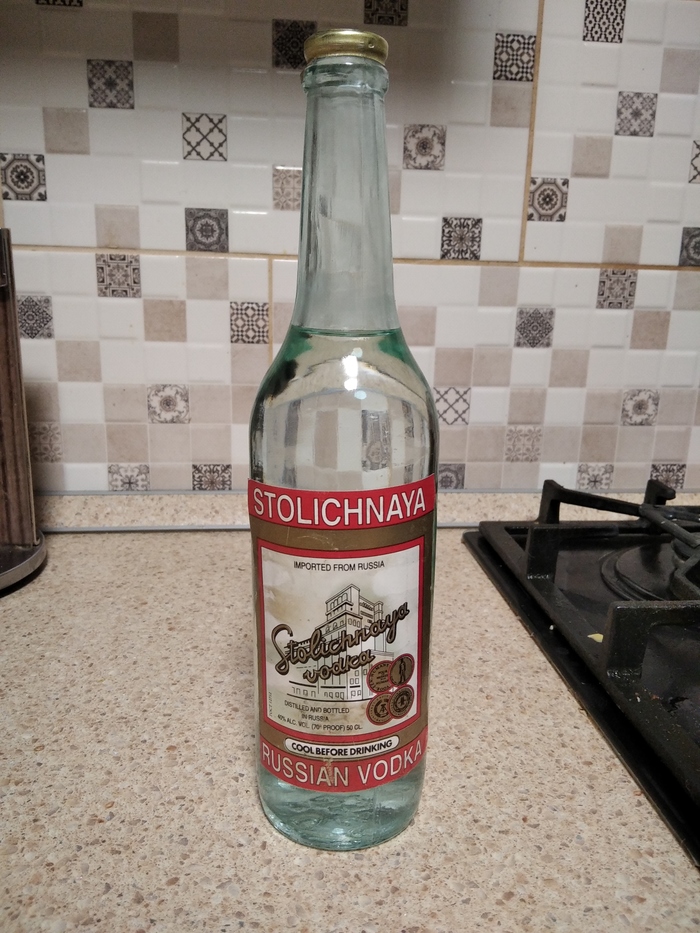 STOLICHNAYA
IMPORTED FROM RUSSIA
Stolichnaya
vodka
DISTILLED AND BOTTLED
IN RUSSIA
40% ALC. VOL. (70° PROOF) 50 CL.
COOL BEFORE DRINKING
RUSSIAN VODKA